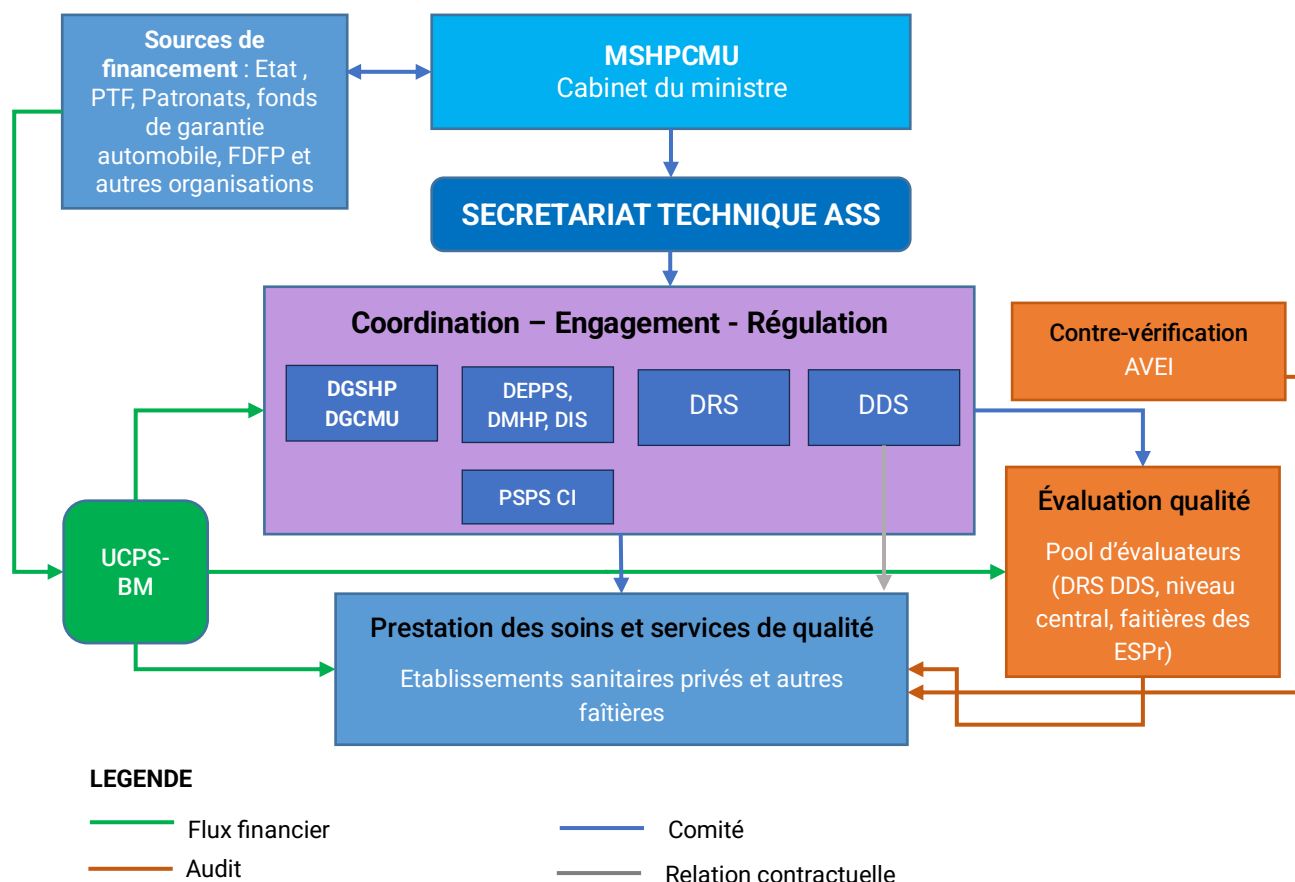 Sources de
financement : Etat ,
PTF, Patronats, fonds
de garantie
automobile, FDFP et
autres organisations
MSHPCMU
Cabinet du ministre
SECRETARIAT TECHNIQUE ASS
Coordination – Engagement - Régulation
DGSHP
DGCMU
DEPPS,
DMHP, DIS
DRS
DDS
PSPS CI
Contre-vérification
AVEI
Évaluation qualité
Pool d’évaluateurs
(DRS DDS, niveau
central, faitières des
ESPr)
UCPS-
BM
Prestation des soins et services de qualité
Etablissements sanitaires privés et autres
faîtières
LEGENDE
Flux financier
Comité
Audit
Relation contractuelle